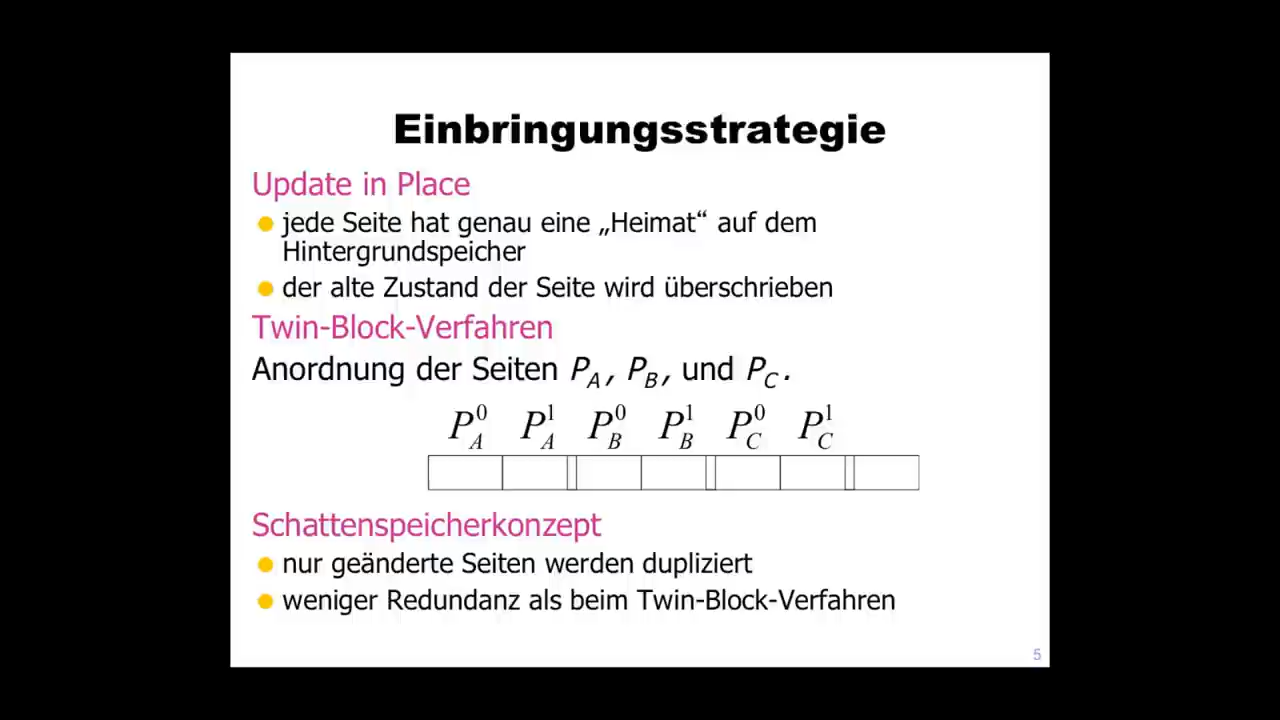 Einbringungsstrategie
Update in Place
jede Seite hat genau eine „Heimat“ auf dem
Hintergrundspeicher
der alte Zustand der Seite wird überschrieben
Twin-Block-Verfahren
Anordnung der Seiten P_A, P_B, und P_C.
P_A^0 P_A^1 P_B^0 P_B^1 P_C^0 P_C^1
Schattenspeicherkonzept
nur geänderte Seiten werden dupliziert
weniger Redundanz als beim Twin-Block-Verfahren
5